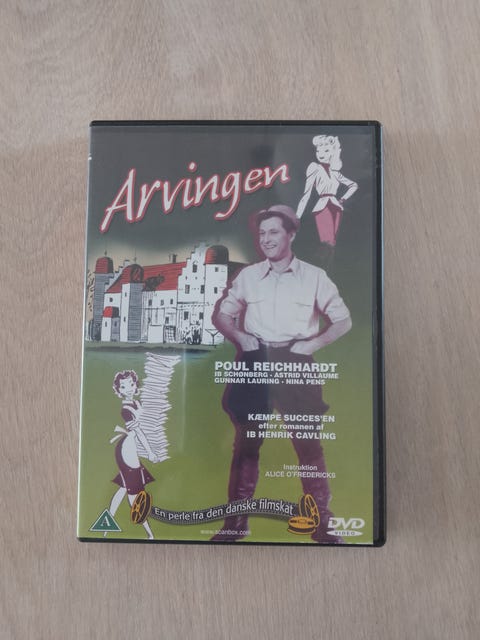 Arvingen
POUL REICHHARDT
IB SCHØNBERG - ASTRID VILLAUME
GUNNAR LAURING - NINA PENS
KÆMPE SUCCES'EN
efter romanen af
IB HENRIK CAVLING
Instruktion
ALICE O'FREDERICKS
En perle fra den danske filmskat
A
www.scanbox.com
DVD
VIDEO